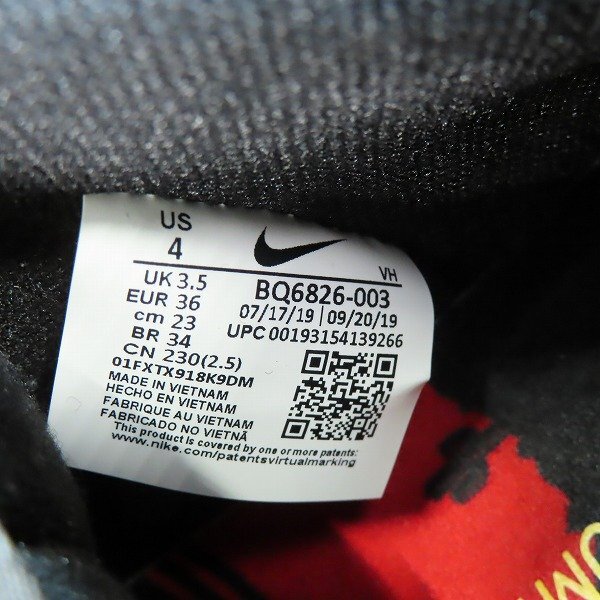 US
4
VH
UK 3.5
EUR 36
cm 23
BR 34
CN 230(2.5)
BQ6826-003
07/17/19 | 09/20/19
UPC 00193154139266
01FXTX918K9DM
MADE IN VIETNAM
HECHO EN VIETNAM
FABRIQUE AU VIETNAM
FABRICADO NO VIETNÃ
This product is covered by one or more patents:
www.nike.com/patentsvirtualmarking